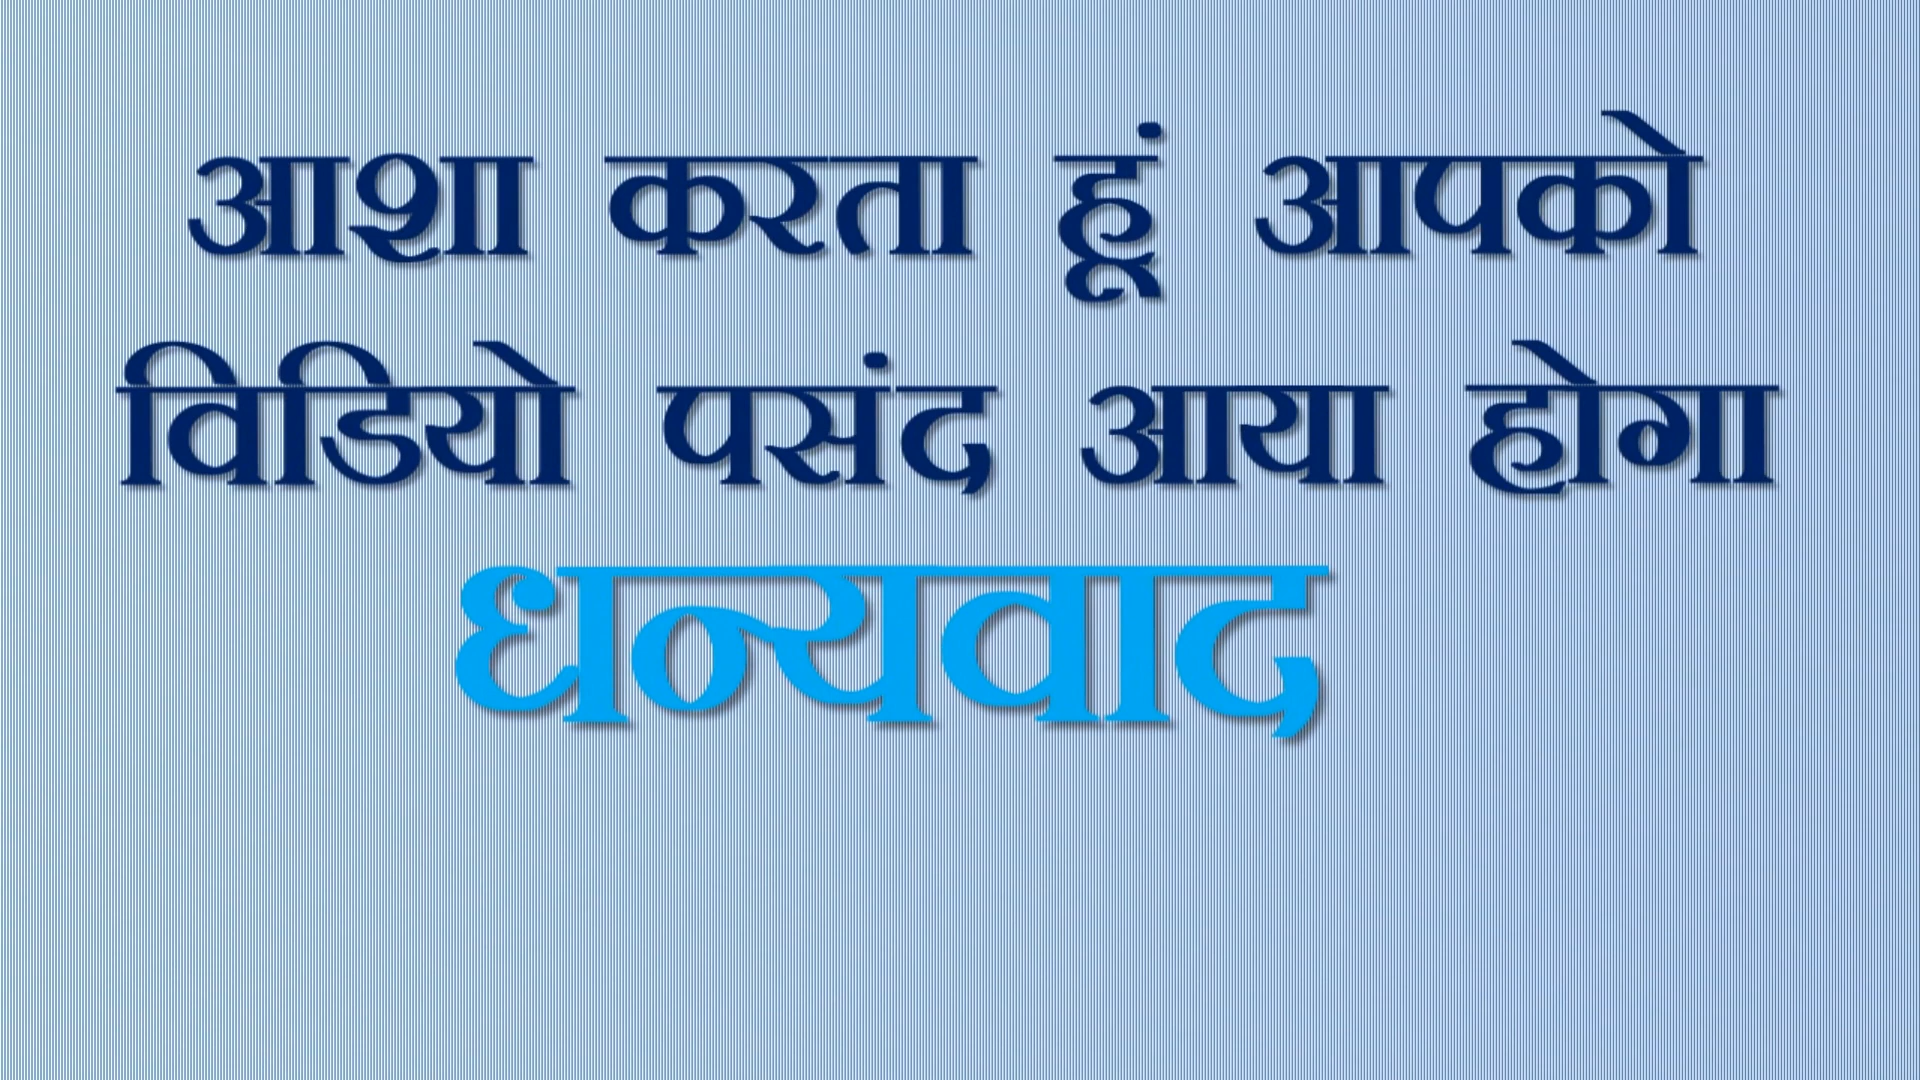 आशा करता हूं आपको
विडियो पसंद आया होगा
धन्यवाद